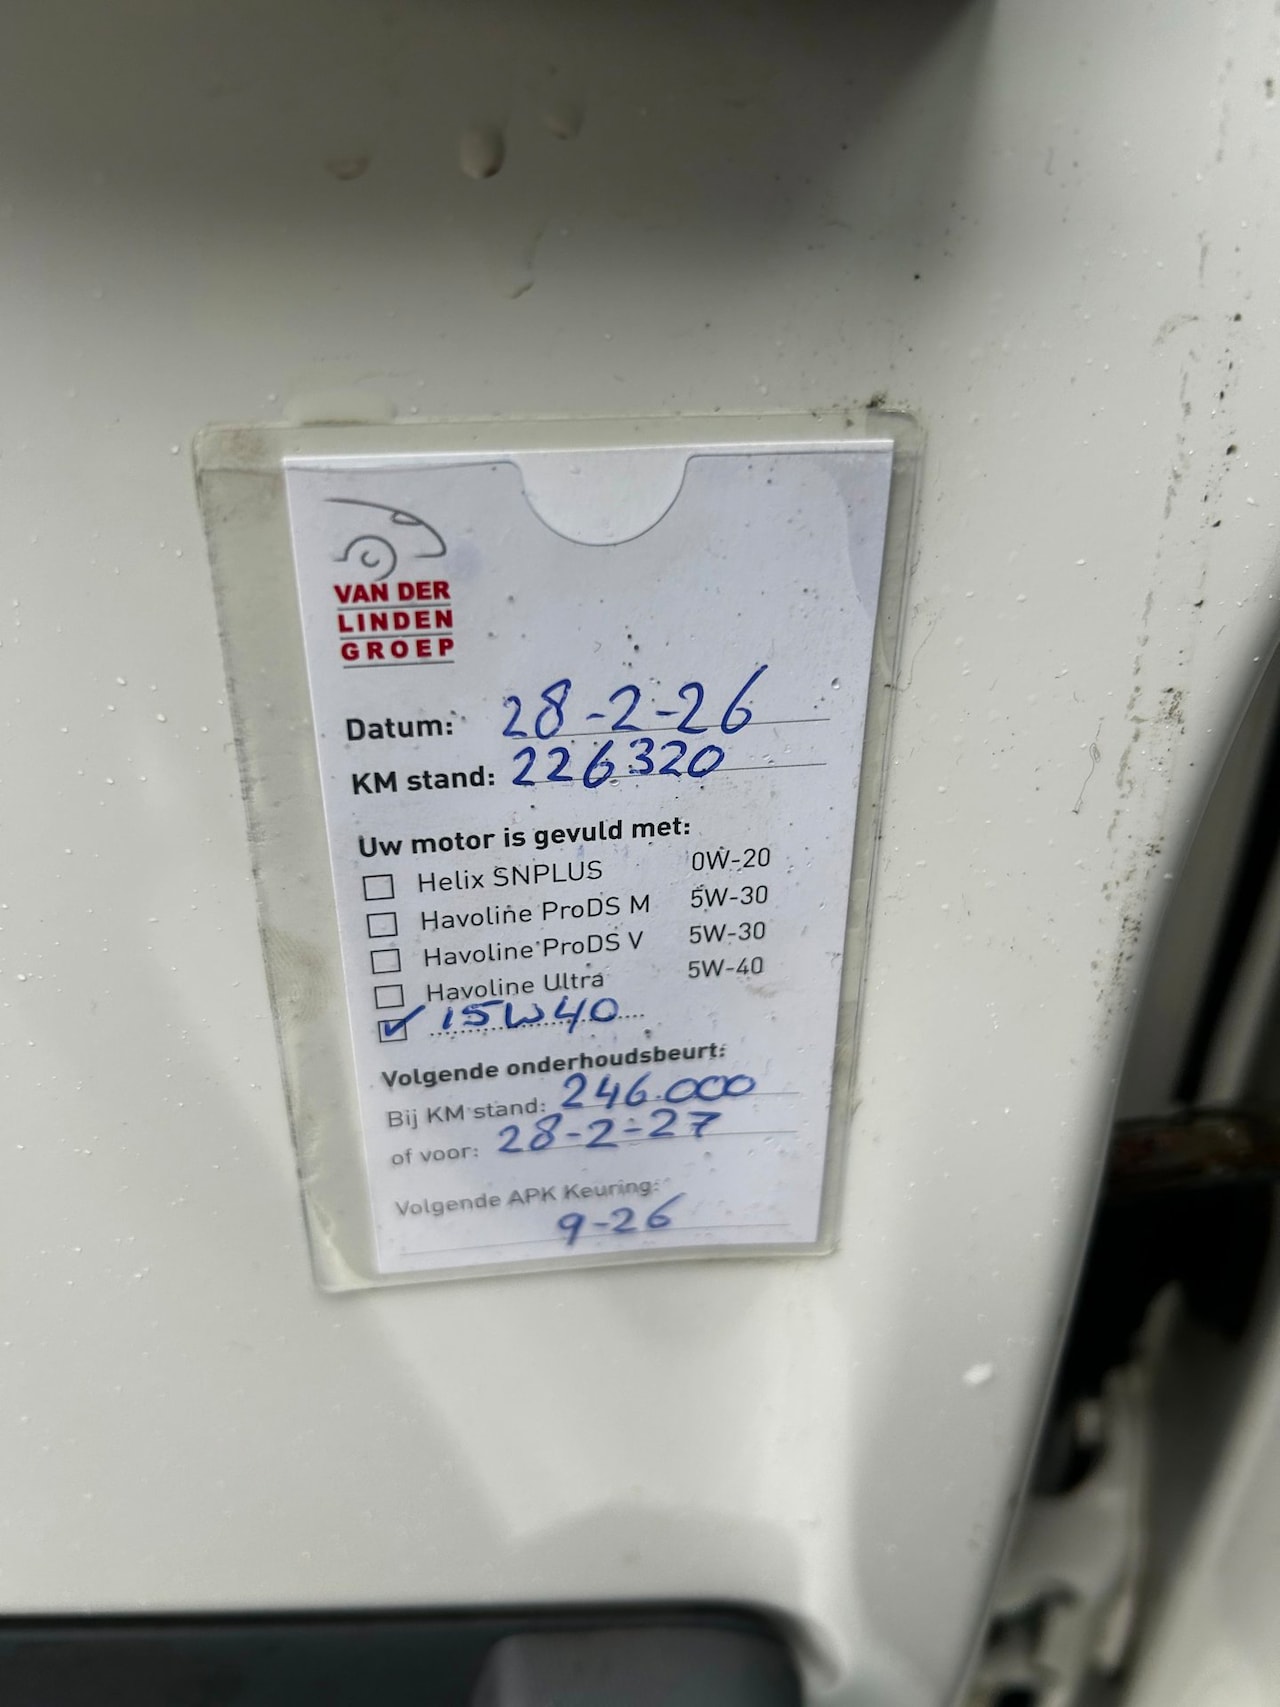 VAN DER
LINDEN
GROEP
Datum: 28-2-26
KM stand: 226320
Uw motor is gevuld met:
Helix SNPLUS 0W-20
Havoline ProDS M 5W-30
Havoline ProDS V 5W-30
Havoline Ultra 5W-40
15W40
Volgende onderhoudsbeurt:
Bij KM stand: 246.000
of voor: 28-2-27
Volgende APK Keuring:
9-26